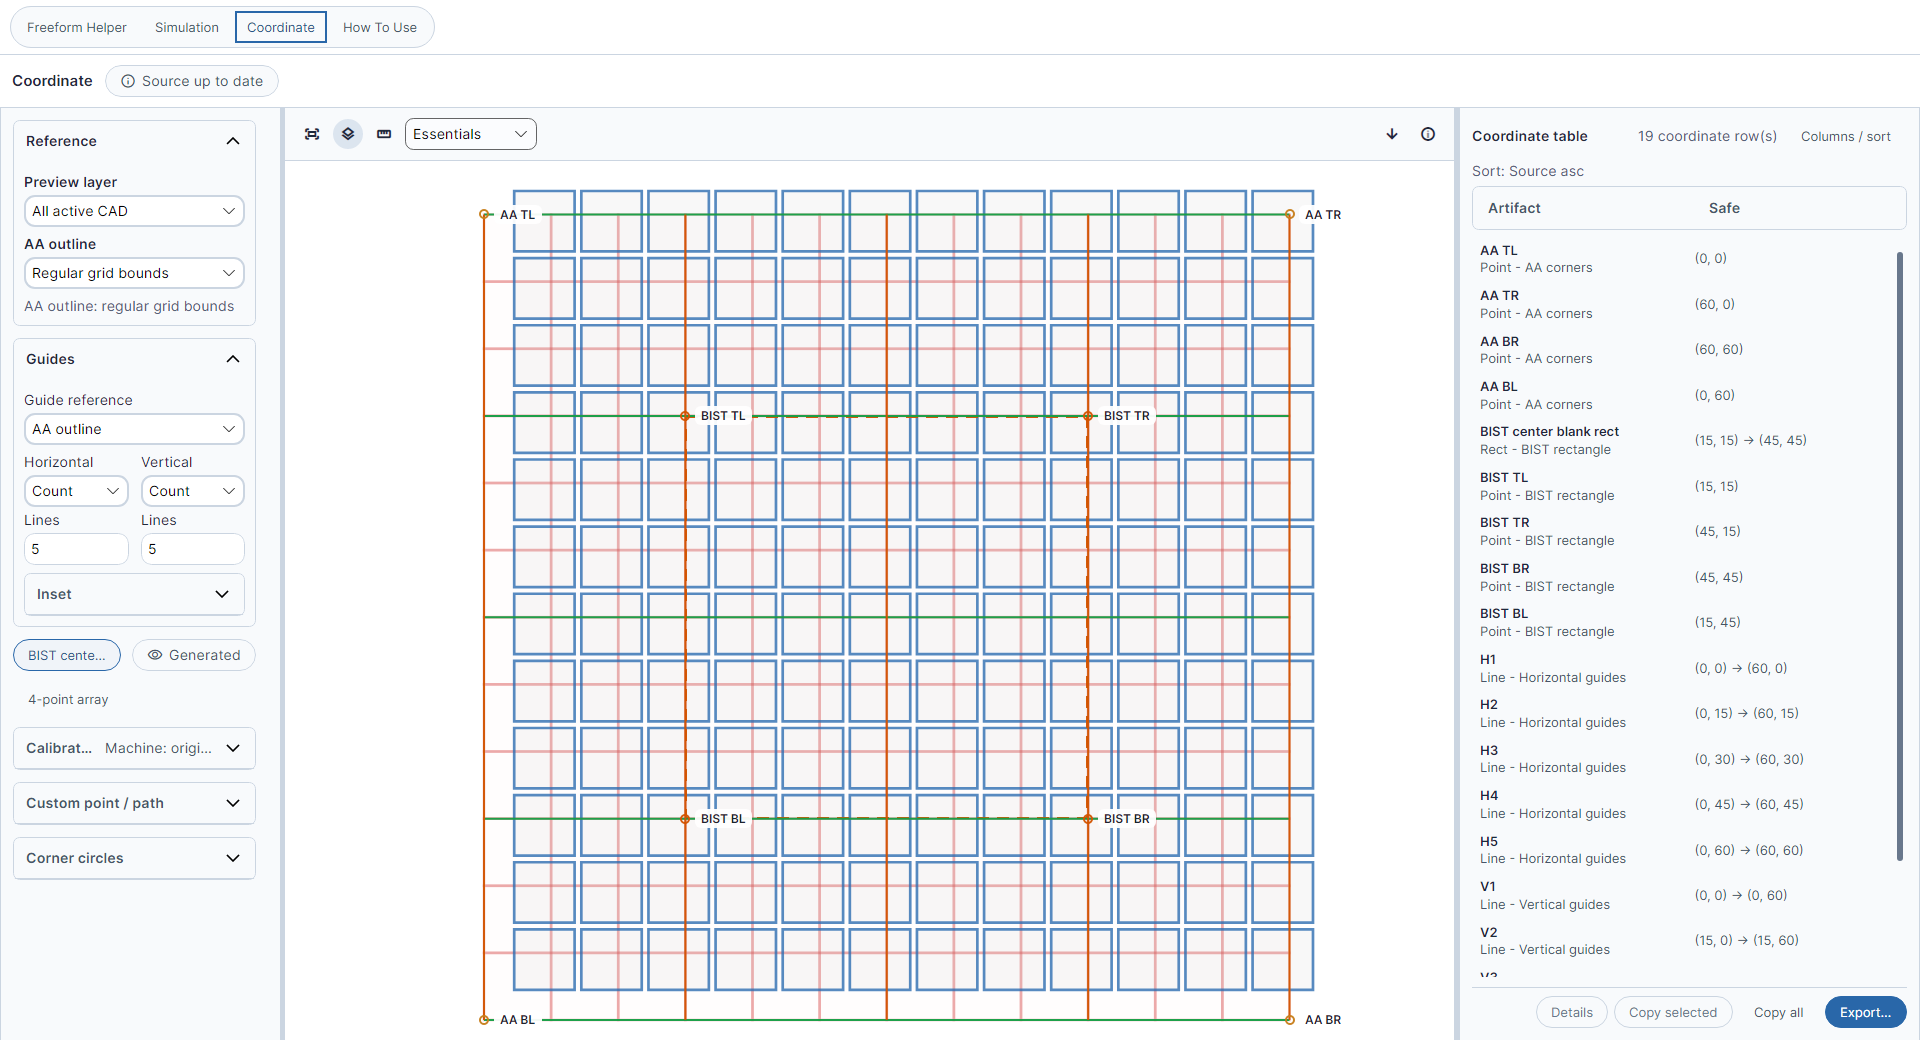 Freeform Helper
Simulation
Coordinate
How To Use
Coordinate
Source up to date
Reference
Preview layer
All active CAD
AA outline
Regular grid bounds
AA outline: regular grid bounds
Guides
Guide reference
AA outline
Horizontal Vertical
Count Count
Lines Lines
5 5
Inset
BIST cente...
Generated
4-point array
Calibrat... Machine: origi...
Custom point / path
Corner circles
Essentials
AA TL
AA TR
BIST TL
BIST TR
BIST BL
BIST BR
AA BL
AA BR
Coordinate table 19 coordinate row(s) Columns / sort
Sort: Source asc
Artifact Safe
AA TL
Point - AA corners
(0, 0)
AA TR
Point - AA corners
(60, 0)
AA BR
Point - AA corners
(60, 60)
AA BL
Point - AA corners
(0, 60)
BIST center blank rect
Rect - BIST rectangle
(15, 15) → (45, 45)
BIST TL
Point - BIST rectangle
(15, 15)
BIST TR
Point - BIST rectangle
(45, 15)
BIST BR
Point - BIST rectangle
(45, 45)
BIST BL
Point - BIST rectangle
(15, 45)
H1
Line - Horizontal guides
(0, 0) → (60, 0)
H2
Line - Horizontal guides
(0, 15) → (60, 15)
H3
Line - Horizontal guides
(0, 30) → (60, 30)
H4
Line - Horizontal guides
(0, 45) → (60, 45)
H5
Line - Horizontal guides
(0, 60) → (60, 60)
V1
Line - Vertical guides
(0, 0) → (0, 60)
V2
Line - Vertical guides
(15, 0) → (15, 60)
Details
Copy selected
Copy all
Export...